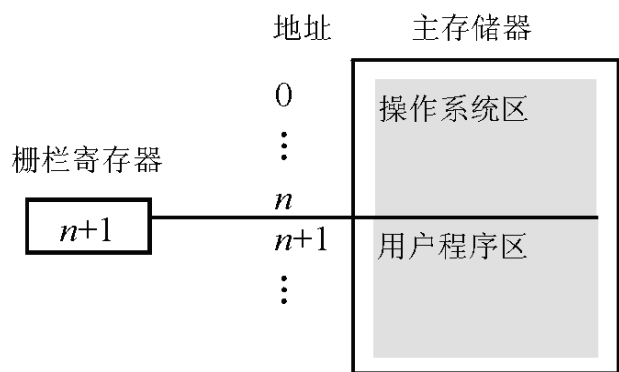 地址 主存储器
0 操作系统区
⋮
栅栏寄存器
n
n+1
n+1 用户程序区
⋮